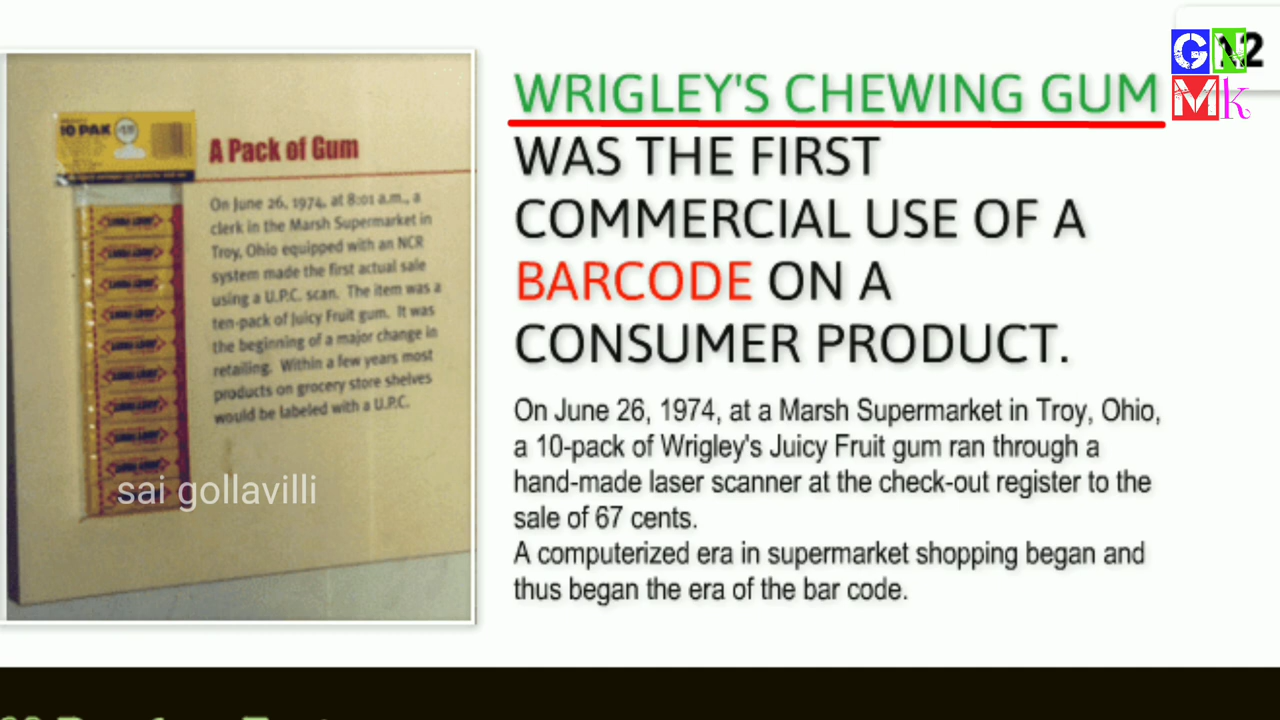 10 PAK
A Pack of Gum
On June 26, 1974, at 8:01 a.m., a
clerk in the Marsh Supermarket in
Troy, Ohio equipped with an NCR
system made the first actual sale
using a U.P.C. scan. The item was a
ten-pack of Juicy Fruit gum. It was
the beginning of a major change in
retailing. Within a few years most
products on grocery store shelves
would be labeled with a U.P.C.
sai gollavilli
WRIGLEY'S CHEWING GUM
WAS THE FIRST
COMMERCIAL USE OF A
BARCODE ON A
CONSUMER PRODUCT.
On June 26, 1974, at a Marsh Supermarket in Troy, Ohio,
a 10-pack of Wrigley's Juicy Fruit gum ran through a
hand-made laser scanner at the check-out register to the
sale of 67 cents.
A computerized era in supermarket shopping began and
thus began the era of the bar code.
GN
Mk
12